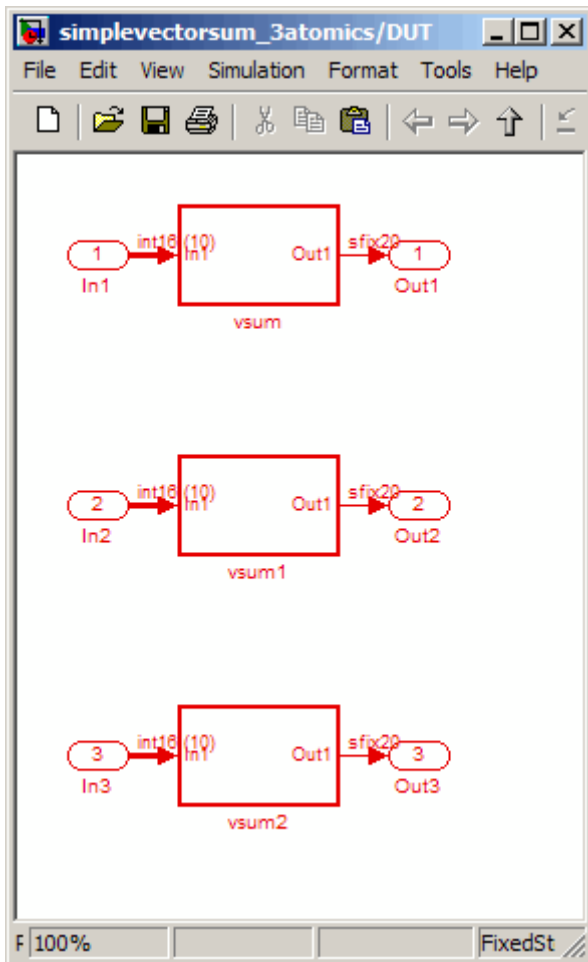 simplevectorsum_3atomics/DUT
File Edit View Simulation Format Tools Help
int16 (10) sfix20
1 In1 Out1 1
In1 Out1
vsum
int16 (10) sfix20
2 In1 Out1 2
In2 Out2
vsum1
int16 (10) sfix20
3 In1 Out1 3
In3 Out3
vsum2
F 100% FixedSt